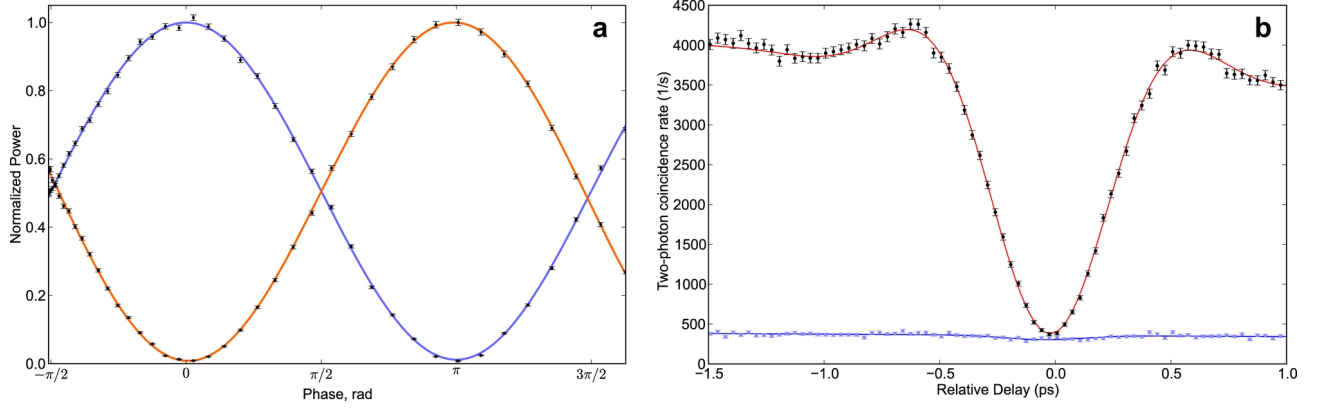 a
1.0
0.8
0.6
0.4
0.2
0.0
Normalized Power
−π/2
0
π/2
π
3π/2
Phase, rad
b
4500
4000
3500
3000
2500
2000
1500
1000
500
0
Two-photon coincidence rate (1/s)
−1.5
−1.0
−0.5
0.0
0.5
1.0
Relative Delay (ps)